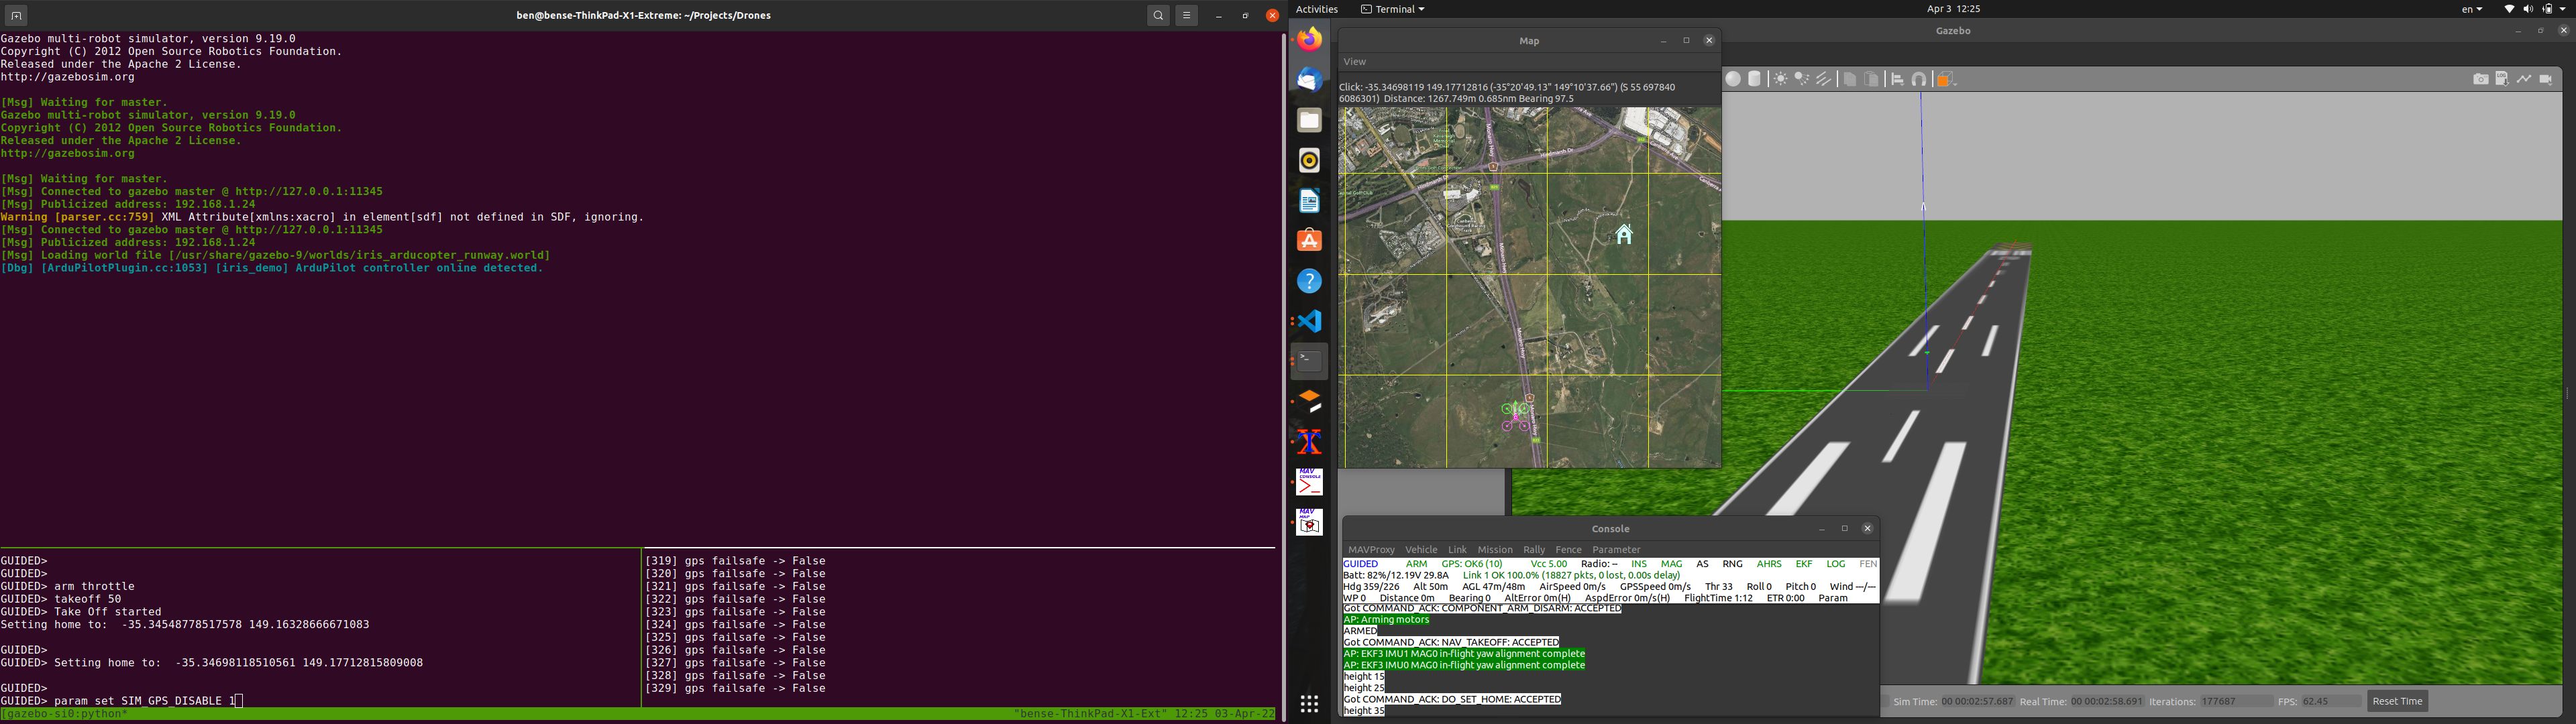 ben@bense-ThinkPad-X1-Extreme: ~/Projects/Drones
Gazebo multi-robot simulator, version 9.19.0
Copyright (C) 2012 Open Source Robotics Foundation.
Released under the Apache 2 License.
http://gazebosim.org
[Msg] Waiting for master.
Gazebo multi-robot simulator, version 9.19.0
Copyright (C) 2012 Open Source Robotics Foundation.
Released under the Apache 2 License.
http://gazebosim.org
[Msg] Waiting for master.
[Msg] Connected to gazebo master @ http://127.0.0.1:11345
[Msg] Publicized address: 192.168.1.24
Warning [parser.cc:759] XML Attribute[xmlns:xacro] in element[sdf] not defined in SDF, ignoring.
[Msg] Connected to gazebo master @ http://127.0.0.1:11345
[Msg] Publicized address: 192.168.1.24
[Msg] Loading world file [/usr/share/gazebo-9/worlds/iris_arducopter_runway.world]
[Dbg] [ArduPilotPlugin.cc:1053] [iris_demo] ArduPilot controller online detected.
GUIDED>
GUIDED>
GUIDED> arm throttle
GUIDED> takeoff 50
GUIDED> Take Off started
Setting home to:  -35.34548778517578 149.16328666671083
GUIDED>
GUIDED> Setting home to:  -35.34698118510561 149.17712815809008
GUIDED>
GUIDED> param set SIM_GPS_DISABLE 1
[319] gps failsafe -> False
[320] gps failsafe -> False
[321] gps failsafe -> False
[322] gps failsafe -> False
[323] gps failsafe -> False
[324] gps failsafe -> False
[325] gps failsafe -> False
[326] gps failsafe -> False
[327] gps failsafe -> False
[328] gps failsafe -> False
[329] gps failsafe -> False
[gazebo-si0:python* "bense-ThinkPad-X1-Ext" 12:25 03-Apr-22
Activities Terminal Apr 3 12:25 en
Gazebo
Map
View
Click: -35.34698119 149.17712816 (-35°20'49.13" 149°10'37.66") (S 55 697840
6086301) Distance: 1267.749m 0.685nm Bearing 97.5
Hindmarsh Dr
Monaro Hwy
Monaro Hwy
Monaro Hwy
Console
MAVProxy Vehicle Link Mission Rally Fence Parameter
GUIDED ARM GPS: OK6 (10) Vcc 5.00 Radio: -- INS MAG AS RNG AHRS EKF LOG FEN
Batt: 82%/12.19V 29.8A Link 1 OK 100.0% (18827 pkts, 0 lost, 0.00s delay)
Hdg 359/226 Alt 50m AGL 47m/48m AirSpeed 0m/s GPSSpeed 0m/s Thr 33 Roll 0 Pitch 0 Wind ---/---
WP 0 Distance 0m Bearing 0 AltError 0m(H) AspdError 0m/s(H) FlightTime 1:12 ETR 0:00 Param
Got COMMAND_ACK: COMPONENT_ARM_DISARM: ACCEPTED
AP: Arming motors
ARMED
Got COMMAND_ACK: NAV_TAKEOFF: ACCEPTED
AP: EKF3 IMU1 MAG0 in-flight yaw alignment complete
AP: EKF3 IMU0 MAG0 in-flight yaw alignment complete
height 15
height 25
Got COMMAND_ACK: DO_SET_HOME: ACCEPTED
height 35
Sim Time: 00 00:02:57.687 Real Time: 00 00:02:58.691 Iterations: 177687 FPS: 62.45 Reset Time